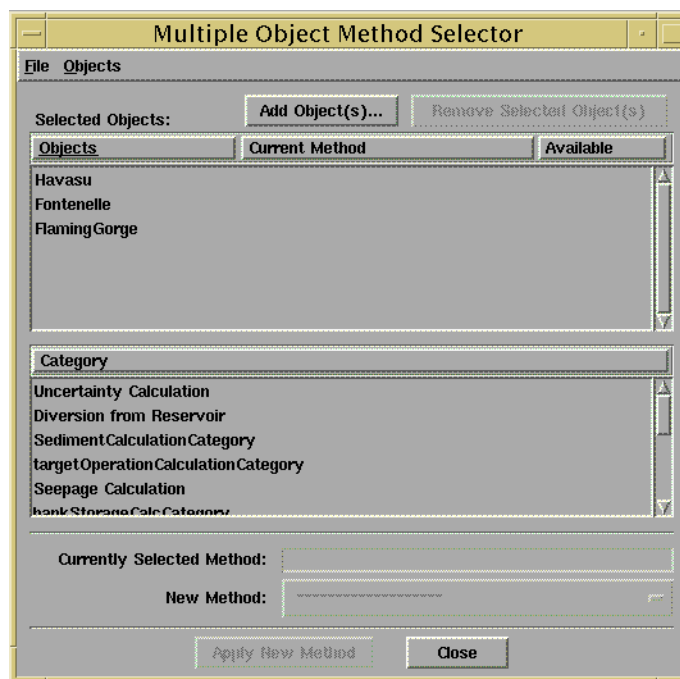 Multiple Object Method Selector
File Objects
Selected Objects: Add Object(s)... Remove Selected Object(s)
Objects Current Method Available
Havasu
Fontenelle
FlamingGorge
Category
Uncertainty Calculation
Diversion from Reservoir
SedimentCalculationCategory
targetOperationCalculationCategory
Seepage Calculation
bankStorageCalcCategory
Currently Selected Method:
New Method: ~~~~~~~~~~~~~~~~~~~
Apply New Method Close